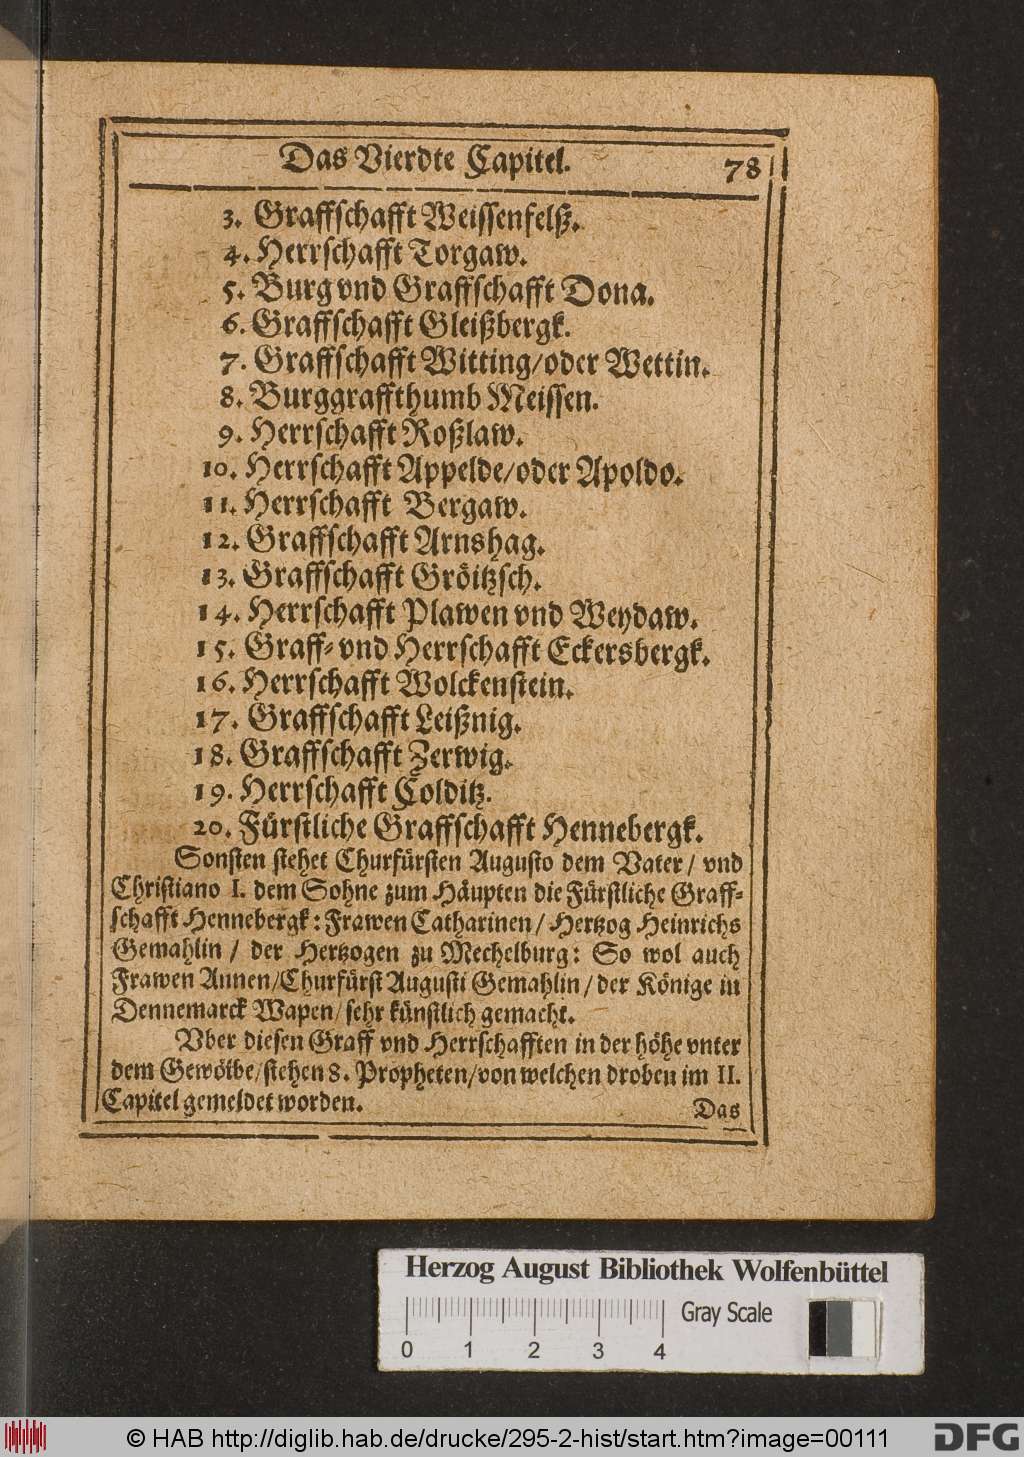 Das Vierdte Capitel. 78
3. Graffschafft Weissenfelß.
4. Herrschafft Torgaw.
5. Burg vnd Graffschafft Dona.
6. Graffschafft Gleißbergk.
7. Graffschafft Witting/oder Wettin.
8. Burggraffthumb Meissen.
9. Herrschafft Roßlaw.
10. Herrschafft Appelde/oder Apoldo.
11. Herrschafft Bergaw.
12. Graffschafft Arnshag.
13. Graffschafft Gröitzsch.
14. Herrschafft Plawen vnd Weydaw.
15. Graff- vnd Herrschafft Eckersbergk.
16. Herrschafft Wolckenstein.
17. Graffschafft Leißnig.
18. Graffschafft Zerwig.
19. Herrschafft Colditz.
20. Fürstliche Graffschafft Hennebergk.
Sonsten stehet Churfürsten Augusto dem Vater / vnd
Christiano I. dem Sohne zum Häupten die Fürstliche Graff-
schafft Hennebergk: Frawen Catharinen / Hertzog Heinrichs
Gemahlin / der Hertzogen zu Mechelburg: So wol auch
Frawen Annen/Churfürst Augusti Gemahlin / der Könige in
Dennemarck Wapen/ sehr künstlich gemacht.
Vber diesen Graff vnd Herrschafften in der höhe vnter
dem Gewölbe/stehen 8. Propheten/von welchen droben im II.
Capitel gemeldet worden.
Das
Herzog August Bibliothek Wolfenbüttel
Gray Scale
0 1 2 3 4
© HAB http://diglib.hab.de/drucke/295-2-hist/start.htm?image=00111
DFG